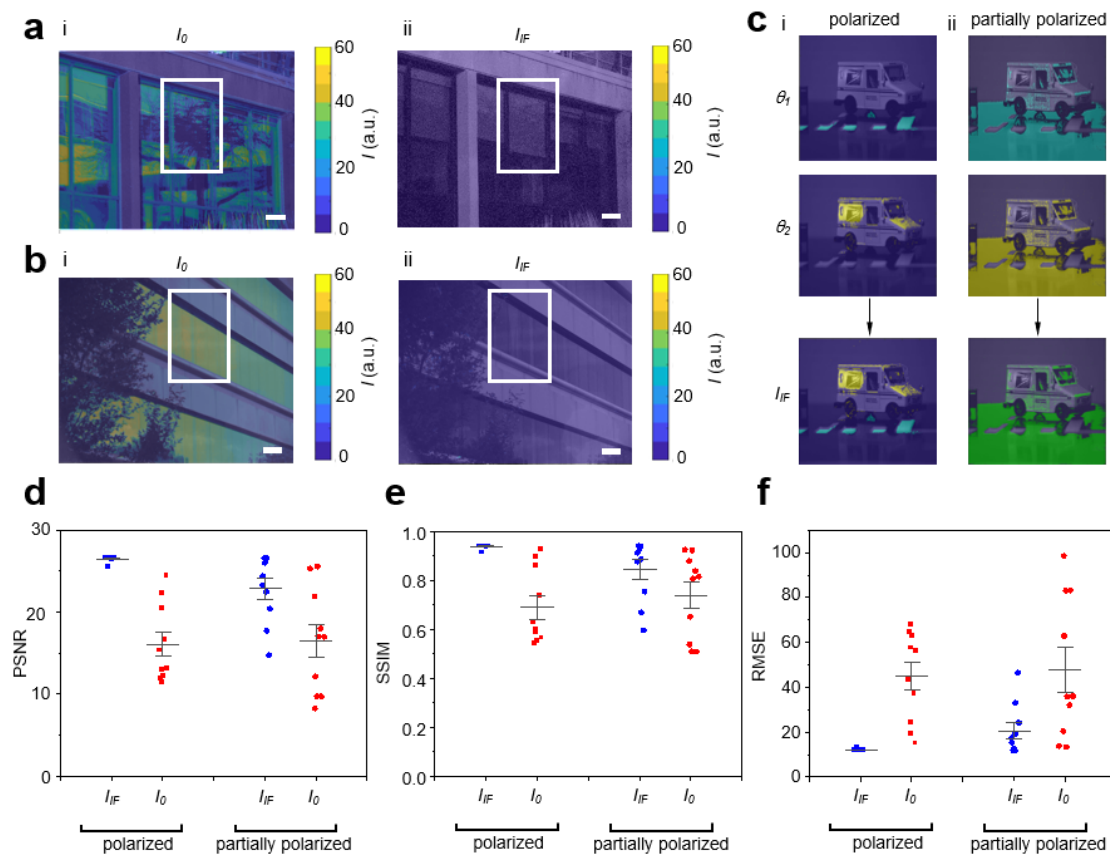 a
i
I0
60
40
20
0
I (a.u.)
ii
IIF
60
40
20
0
I (a.u.)
b
i
I0
60
40
20
0
I (a.u.)
ii
IIF
60
40
20
0
I (a.u.)
c
i
polarized
ii
partially polarized
θ1
θ2
IIF
d
30
20
10
0
PSNR
IIF
I0
IIF
I0
polarized
partially polarized
e
1.0
0.8
0.6
0.4
0.2
0.0
SSIM
IIF
I0
IIF
I0
polarized
partially polarized
f
100
80
60
40
20
0
RMSE
IIF
I0
IIF
I0
polarized
partially polarized